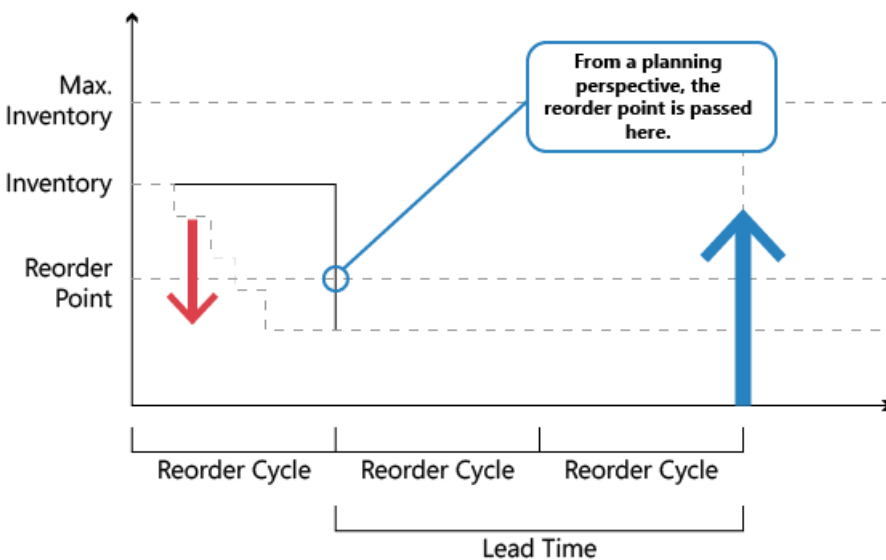 From a planning
perspective, the
reorder point is passed
here.
Max.
Inventory
Inventory
Reorder
Point
Reorder Cycle
Reorder Cycle
Reorder Cycle
Lead Time